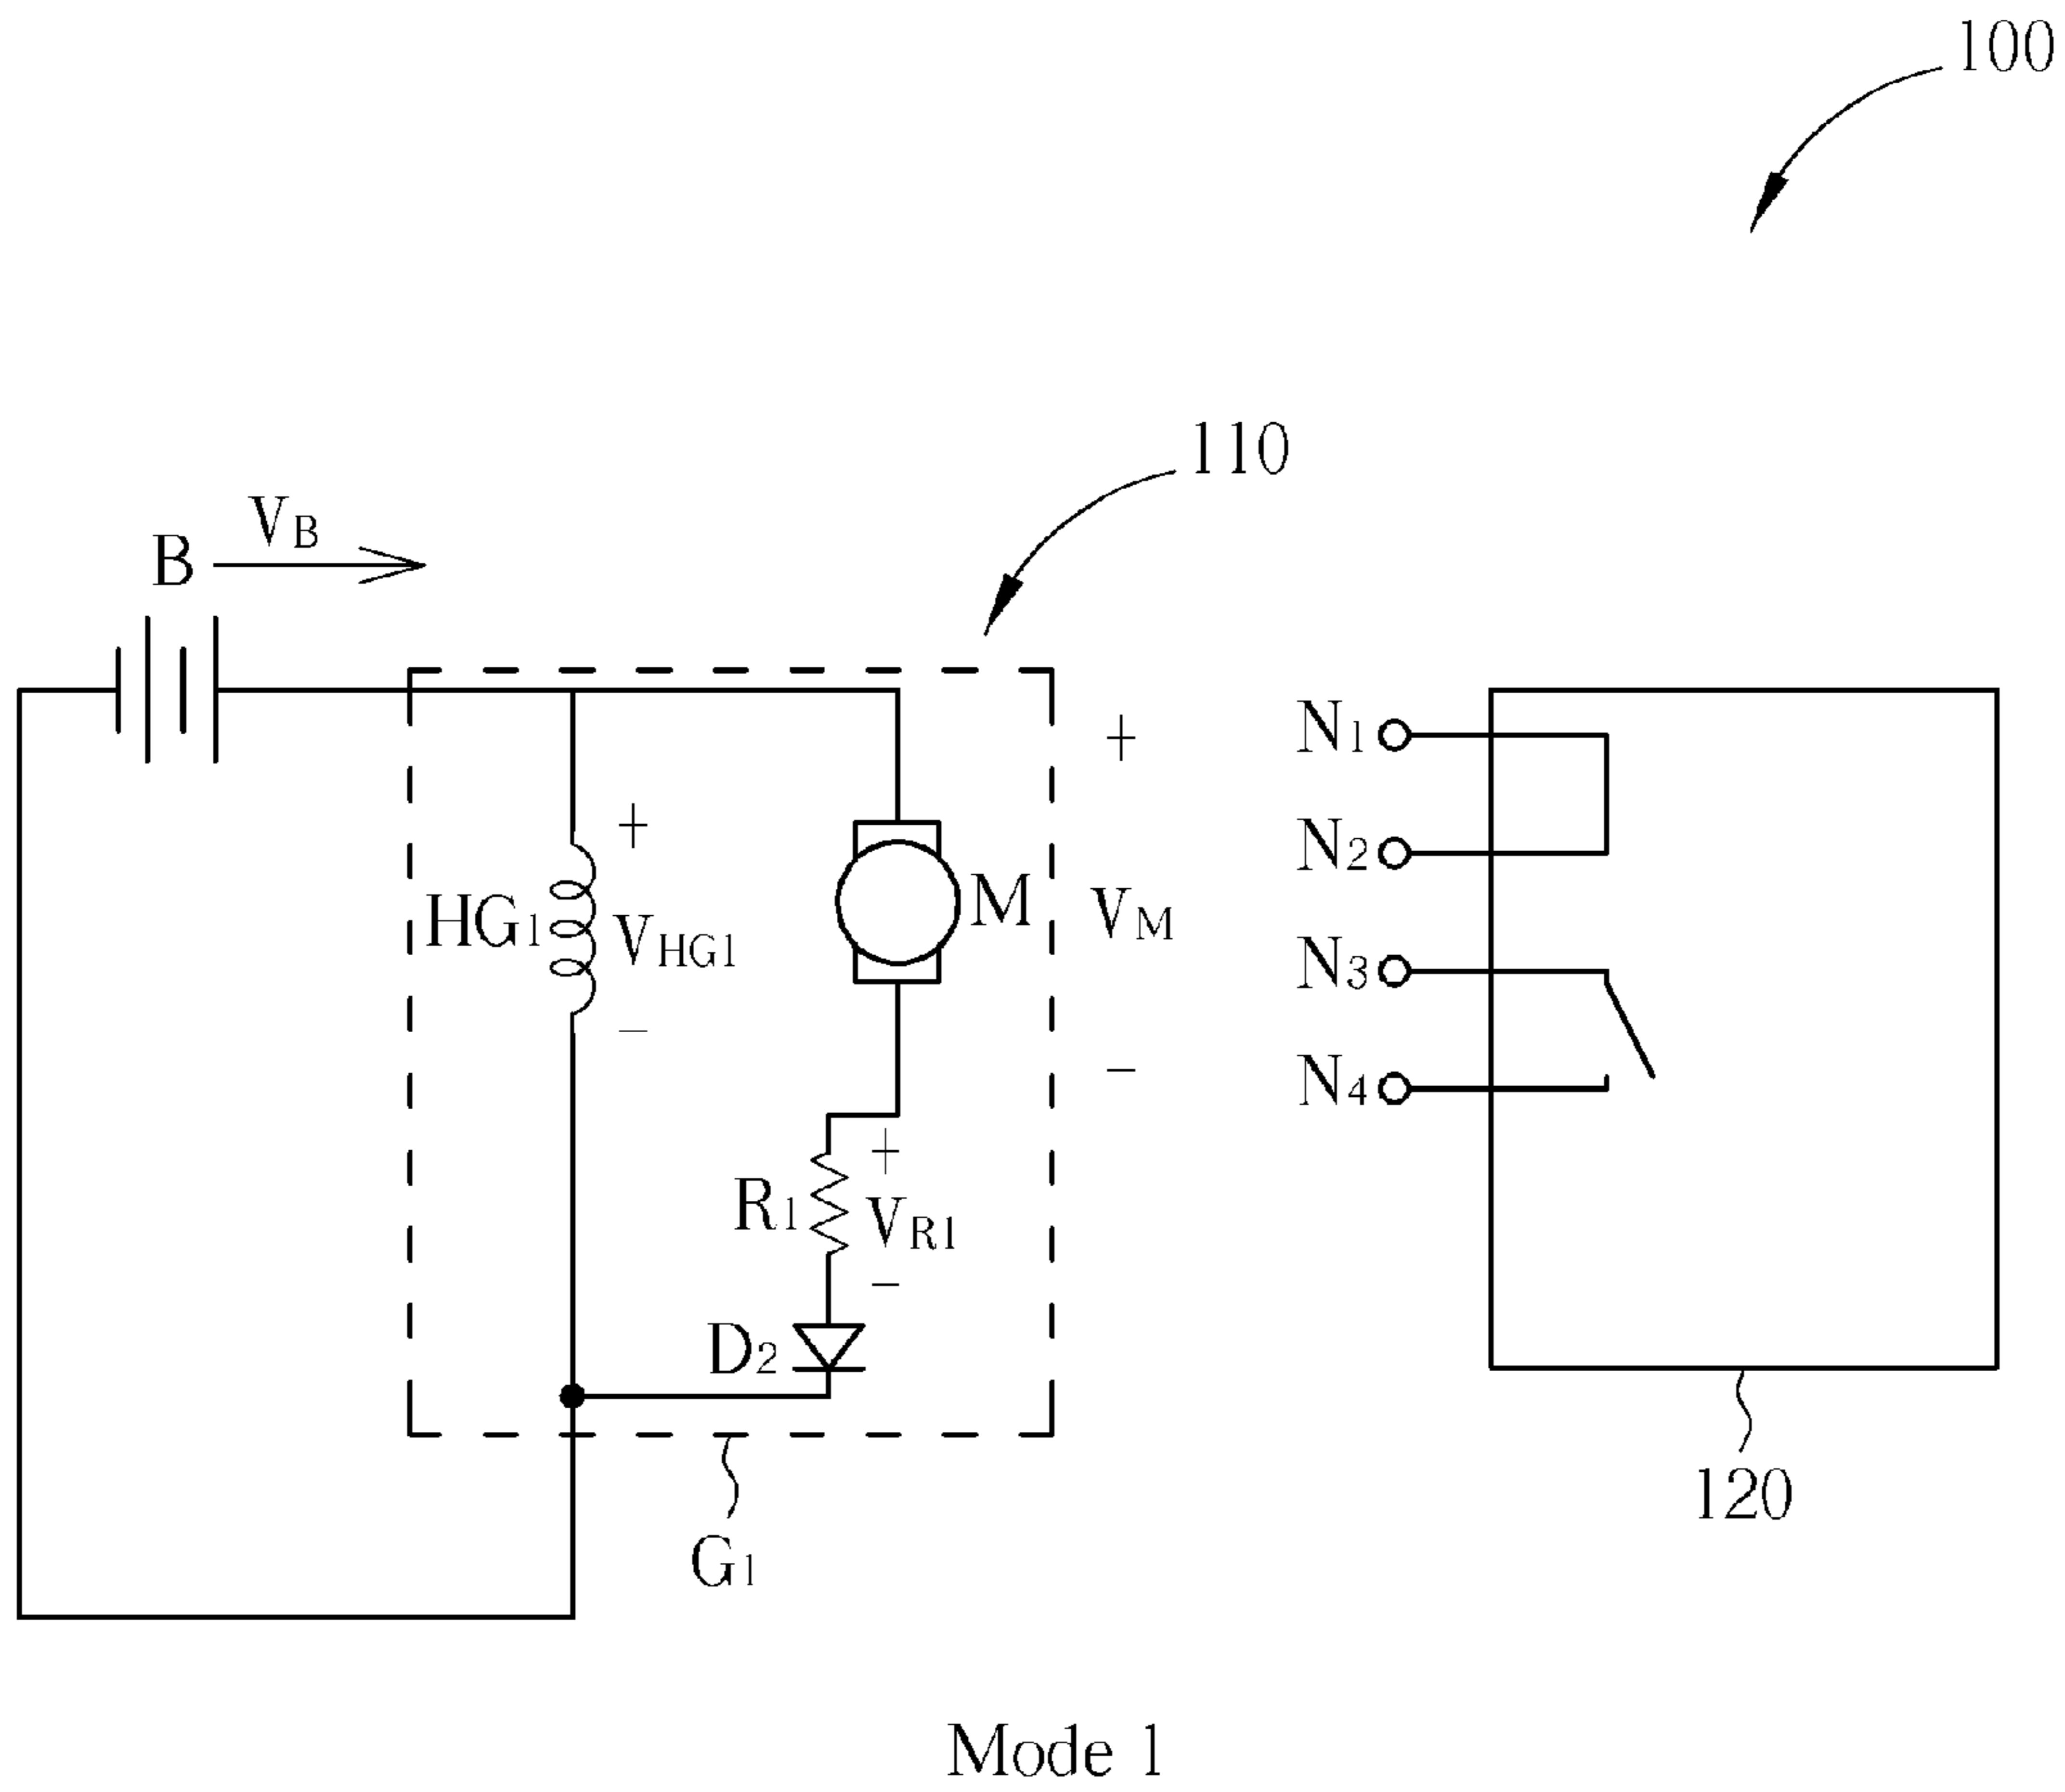 100
110
VB
B
+
N1
+
N2
HG1
VHG1
M
VM
N3
−
−
N4
+
R1
VR1
−
D2
120
G1
Mode 1